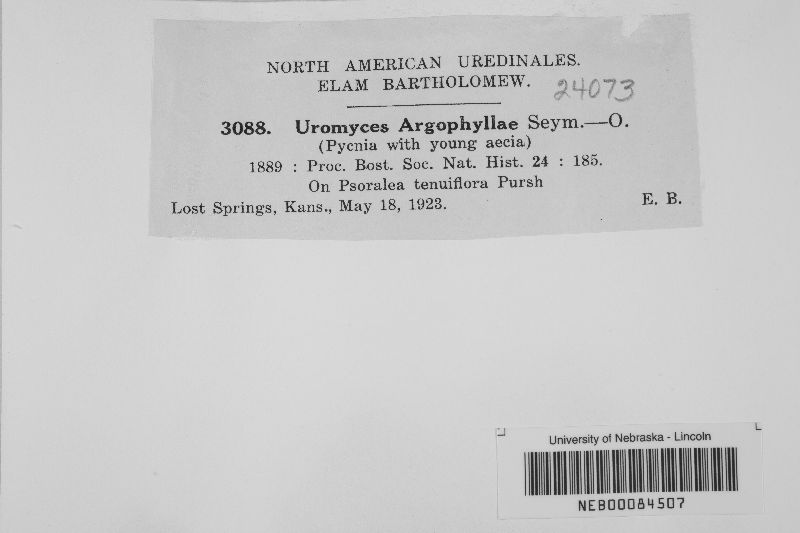 NORTH AMERICAN UREDINALES.
ELAM BARTHOLOMEW.
24073
3088. Uromyces Argophyllae Seym.—O.
(Pycnia with young aecia)
1889 : Proc. Bost. Soc. Nat. Hist. 24 : 185.
On Psoralea tenuiflora Pursh
Lost Springs, Kans., May 18, 1923. E. B.
University of Nebraska - Lincoln
NEB00084507